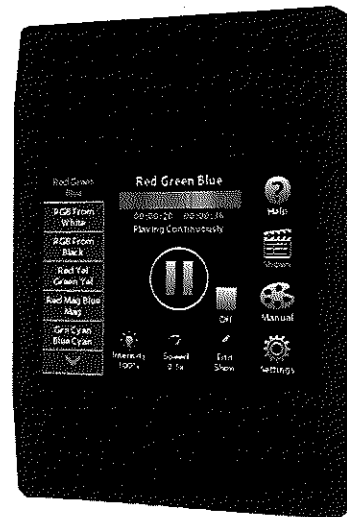 Red Green
Blue
RGB From
White
RGB From
Black
Red Yel
Green Yel
Red Mag Blue
Mag
Grn Cyan
Blue Cyan
Red Green Blue
00:00:20 00:00:36
Playing Continuously
Off
Intensity
100%
Speed
0.5x
Edit
Show
Help
Shows
Manual
Settings